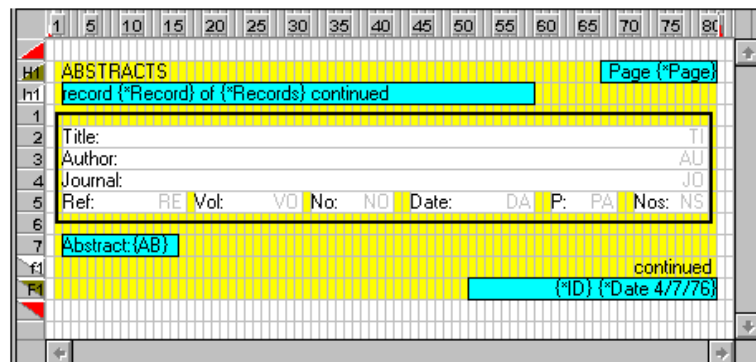 1 5 10 15 20 25 30 35 40 45 50 55 60 65 70 75 80
H1 ABSTRACTS Page {*Page}
h1 record {*Record} of {*Records} continued
1
2 Title: TI
3 Author: AU
4 Journal: JO
5 Ref: RE Vol: VO No: NO Date: DA P: PA Nos: NS
6
7 Abstract:{AB}
f1 continued
F1 {*ID} {*Date 4/7/76}